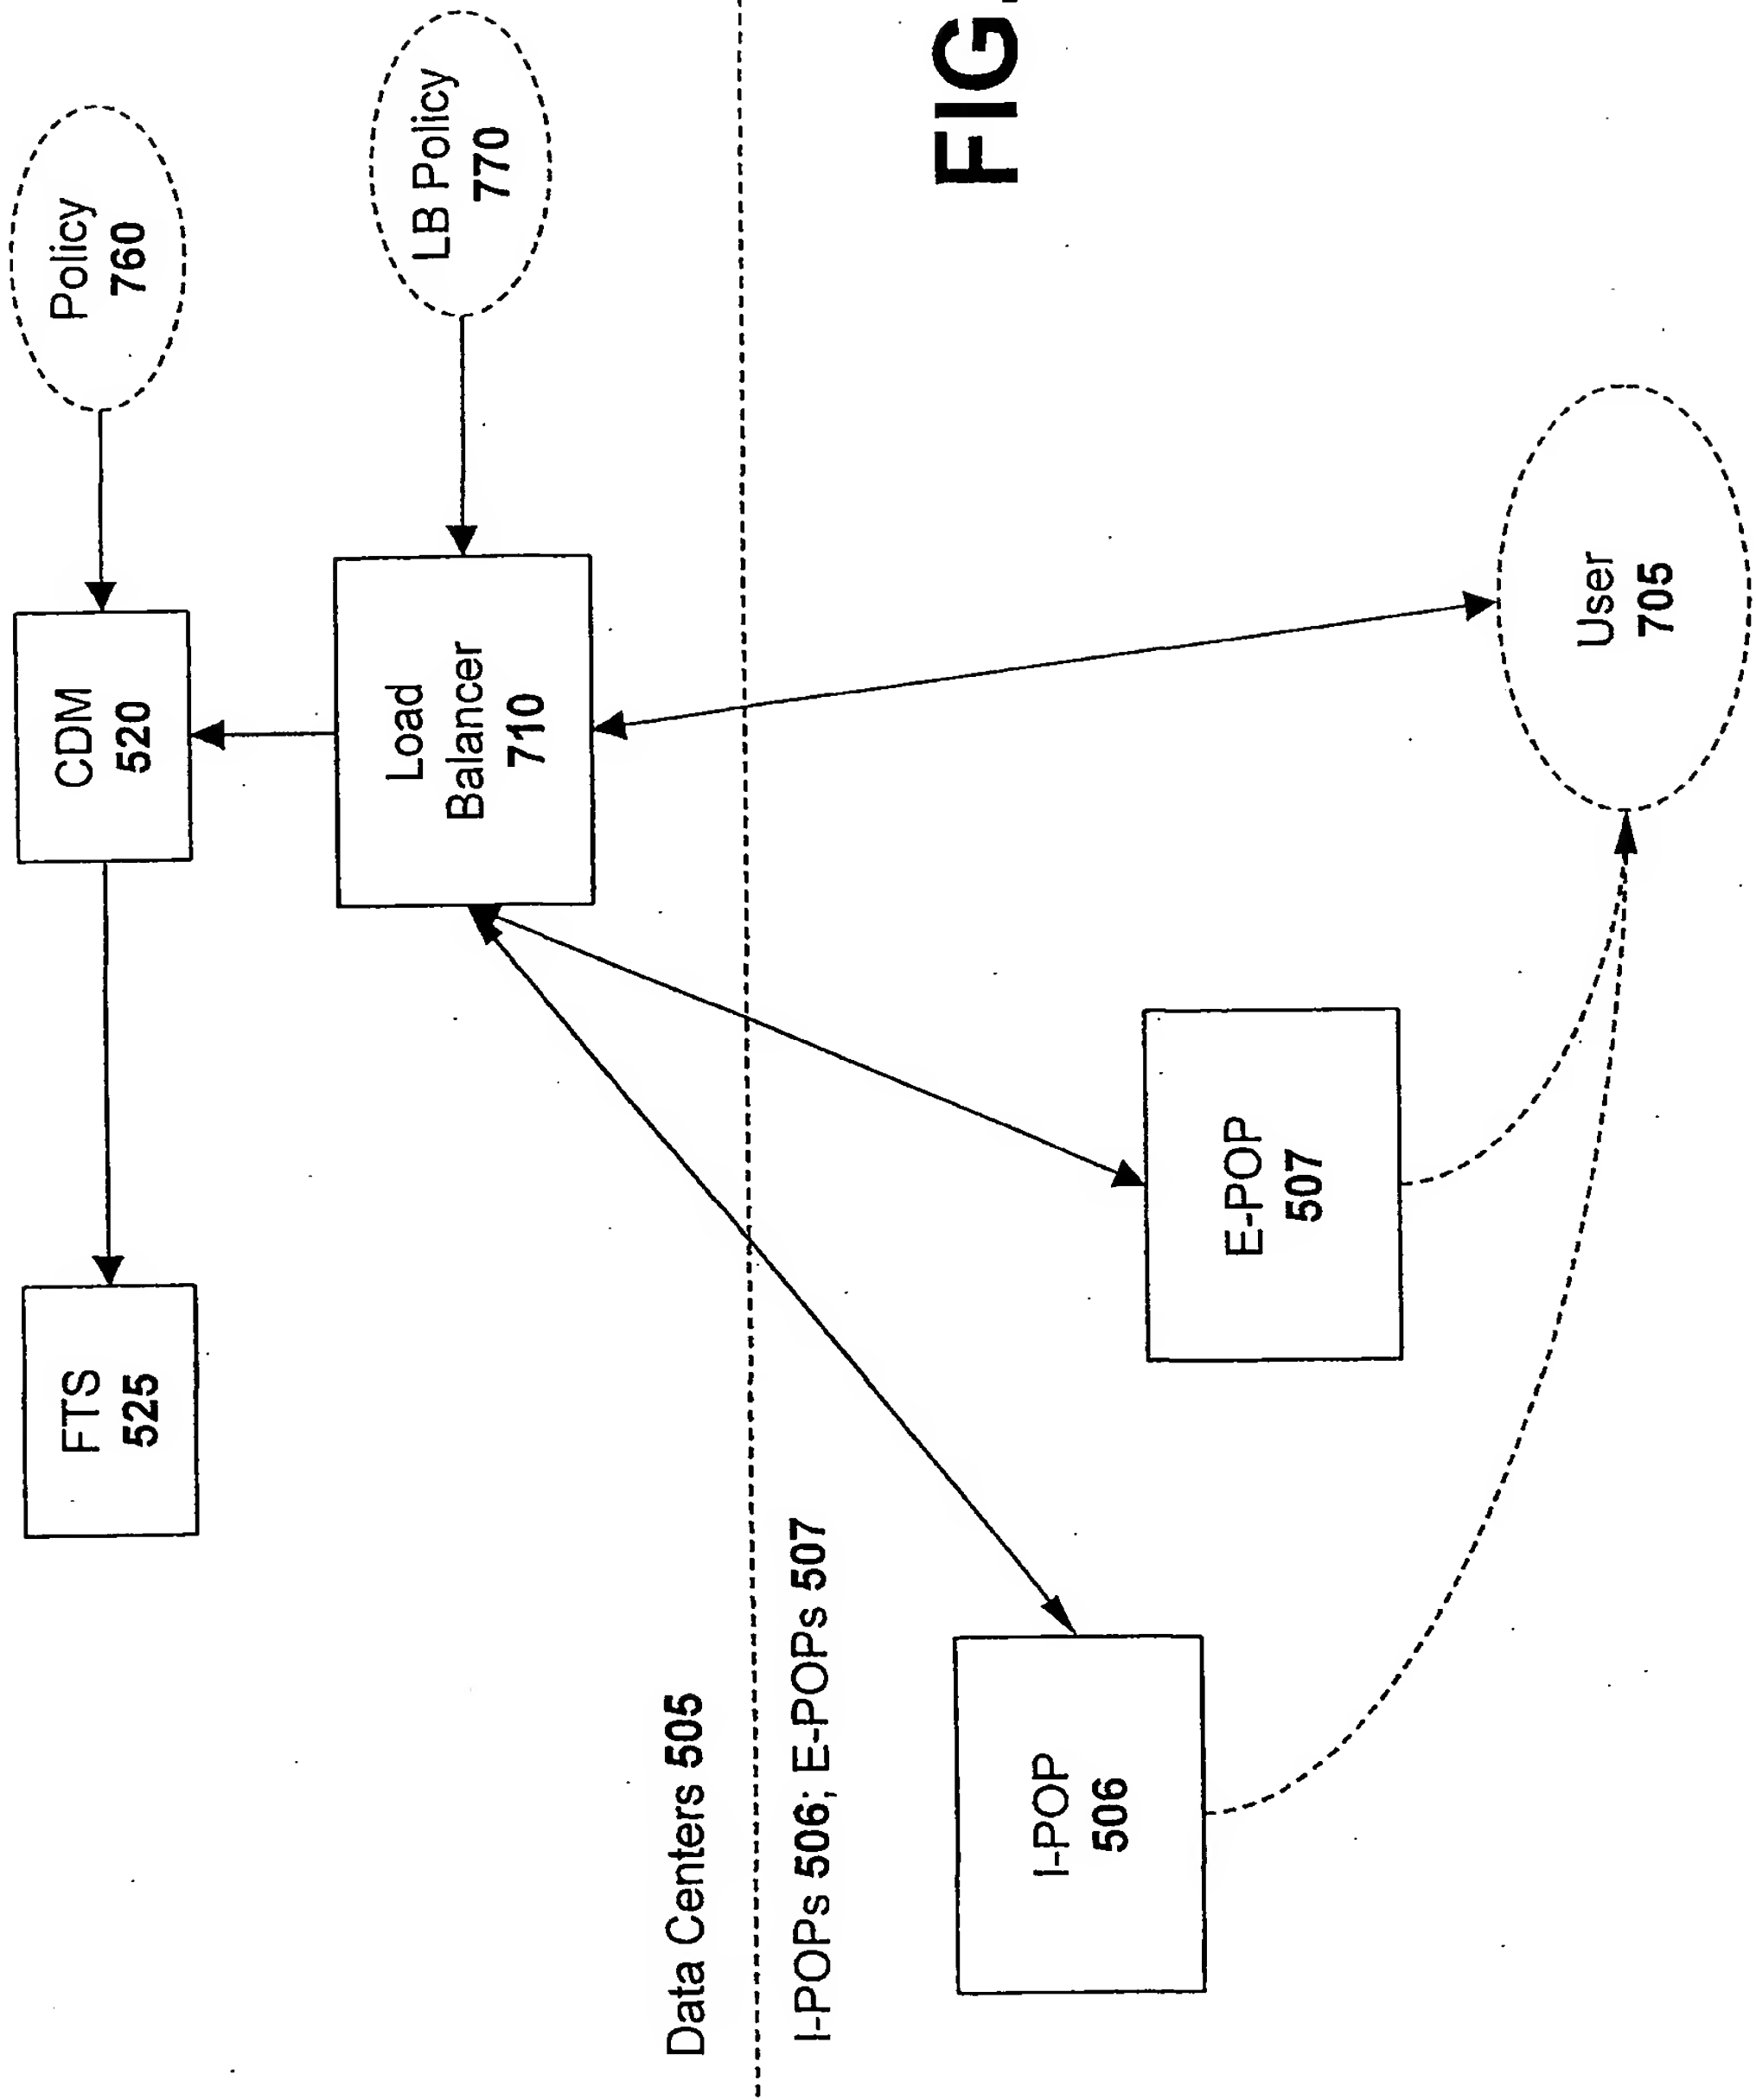 FTS
525
CDM
520
Policy
760
Load
Balancer
710
LB Policy
770
Data Centers 505
I-POPs 506; E-POPs 507
I-POP
506
E-POP
507
User
705
FIG.